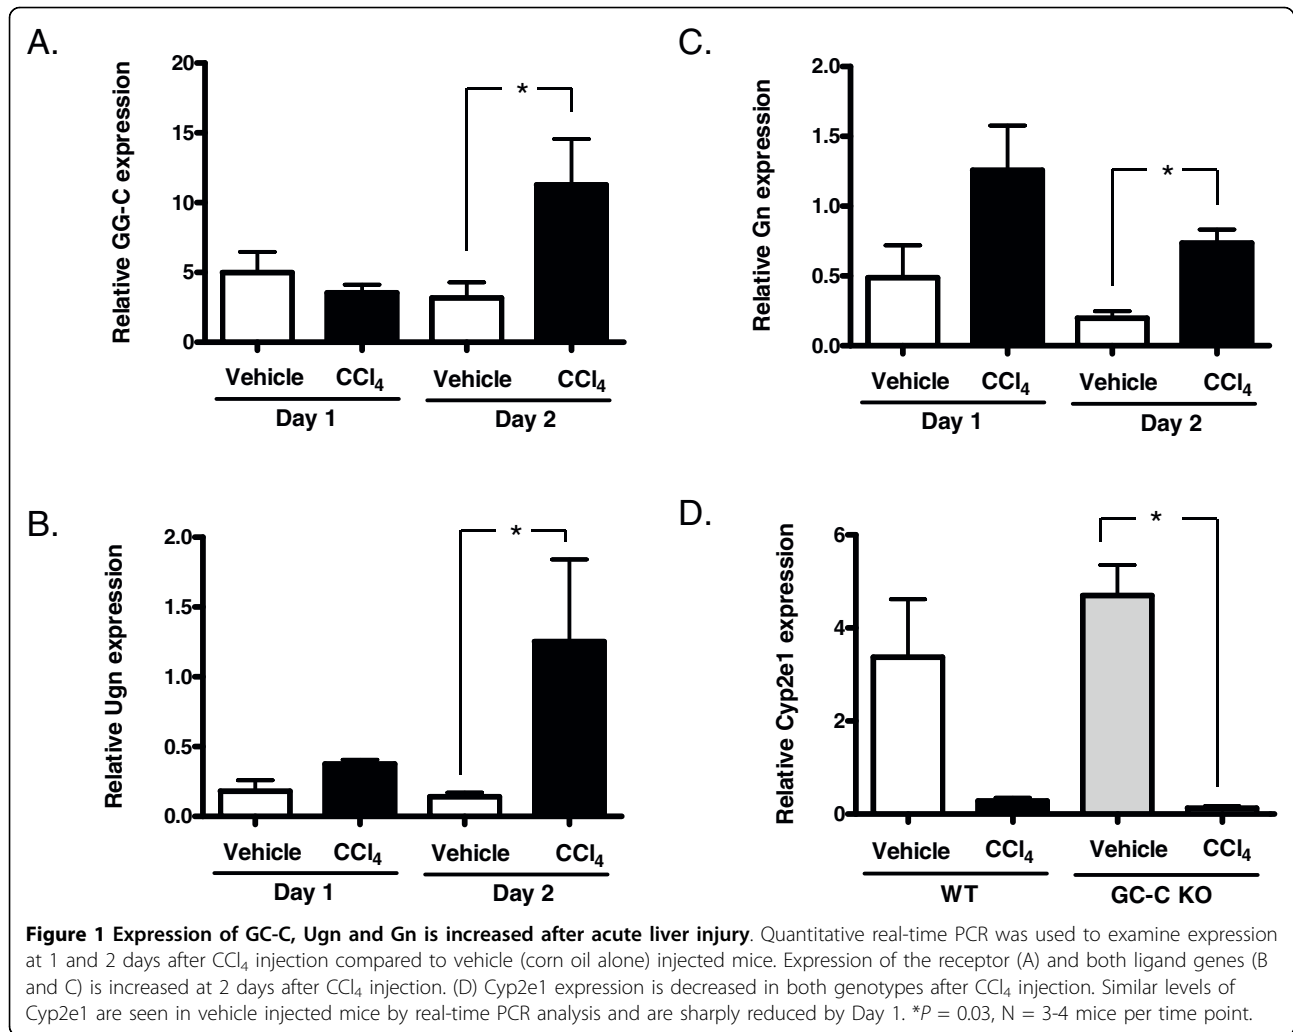 A.
20
15
10
5
0
Relative GG-C expression
*
Vehicle CCl4 Vehicle CCl4
Day 1 Day 2
C.
2.0
1.5
1.0
0.5
0.0
Relative Gn expression
*
Vehicle CCl4 Vehicle CCl4
Day 1 Day 2
B.
2.0
1.5
1.0
0.5
0.0
Relative Ugn expression
*
Vehicle CCl4 Vehicle CCl4
Day 1 Day 2
D.
6
4
2
0
Relative Cyp2e1 expression
*
Vehicle CCl4 Vehicle CCl4
WT GC-C KO
Figure 1 Expression of GC-C, Ugn and Gn is increased after acute liver injury. Quantitative real-time PCR was used to examine expression
at 1 and 2 days after CCl4 injection compared to vehicle (corn oil alone) injected mice. Expression of the receptor (A) and both ligand genes (B
and C) is increased at 2 days after CCl4 injection. (D) Cyp2e1 expression is decreased in both genotypes after CCl4 injection. Similar levels of
Cyp2e1 are seen in vehicle injected mice by real-time PCR analysis and are sharply reduced by Day 1. *P = 0.03, N = 3-4 mice per time point.